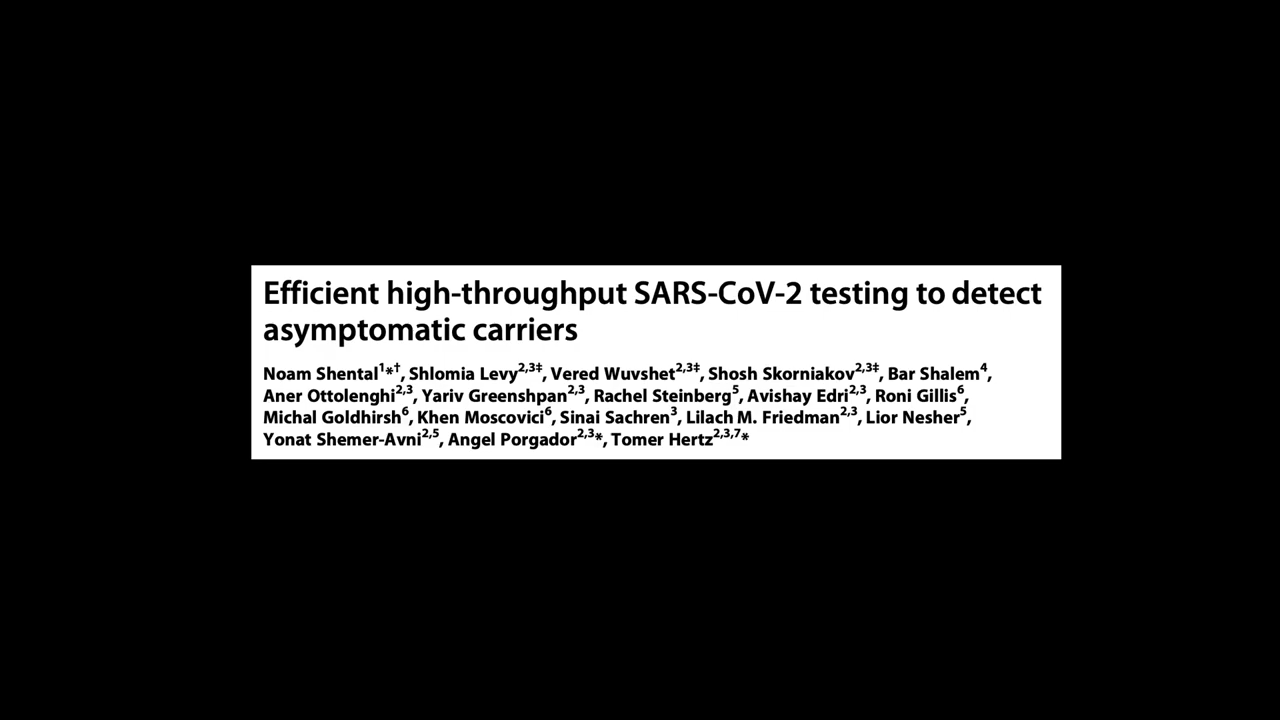 Efficient high-throughput SARS-CoV-2 testing to detect
asymptomatic carriers
Noam Shental1*†, Shlomia Levy2,3‡, Vered Wuvshet2,3‡, Shosh Skorniakov2,3‡, Bar Shalem4,
Aner Ottolenghi2,3, Yariv Greenshpan2,3, Rachel Steinberg5, Avishay Edri2,3, Roni Gillis6,
Michal Goldhirsh6, Khen Moscovici6, Sinai Sachren3, Lilach M. Friedman2,3, Lior Nesher5,
Yonat Shemer-Avni2,5, Angel Porgador2,3*, Tomer Hertz2,3,7*